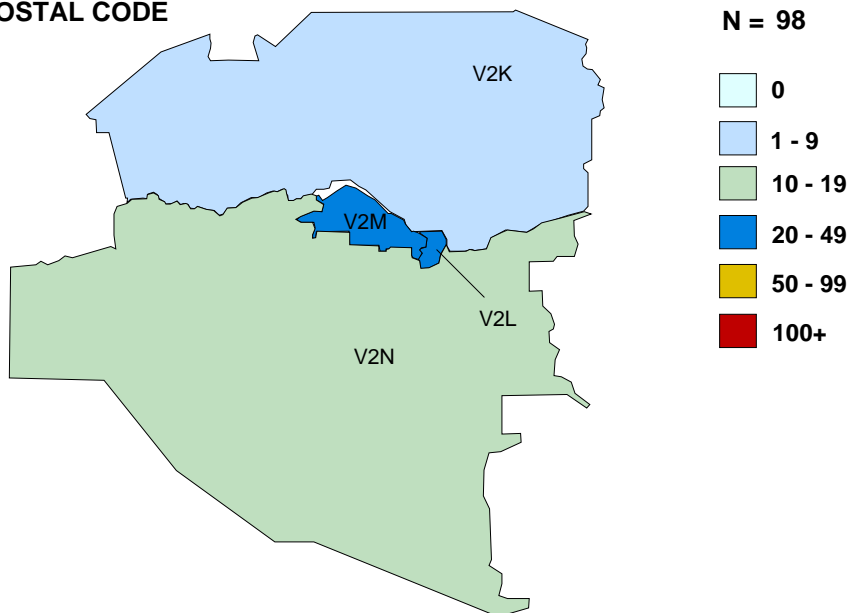 OSTAL CODE
N = 98
V2K
0
1 - 9
10 - 19
V2M
20 - 49
50 - 99
V2L
100+
V2N